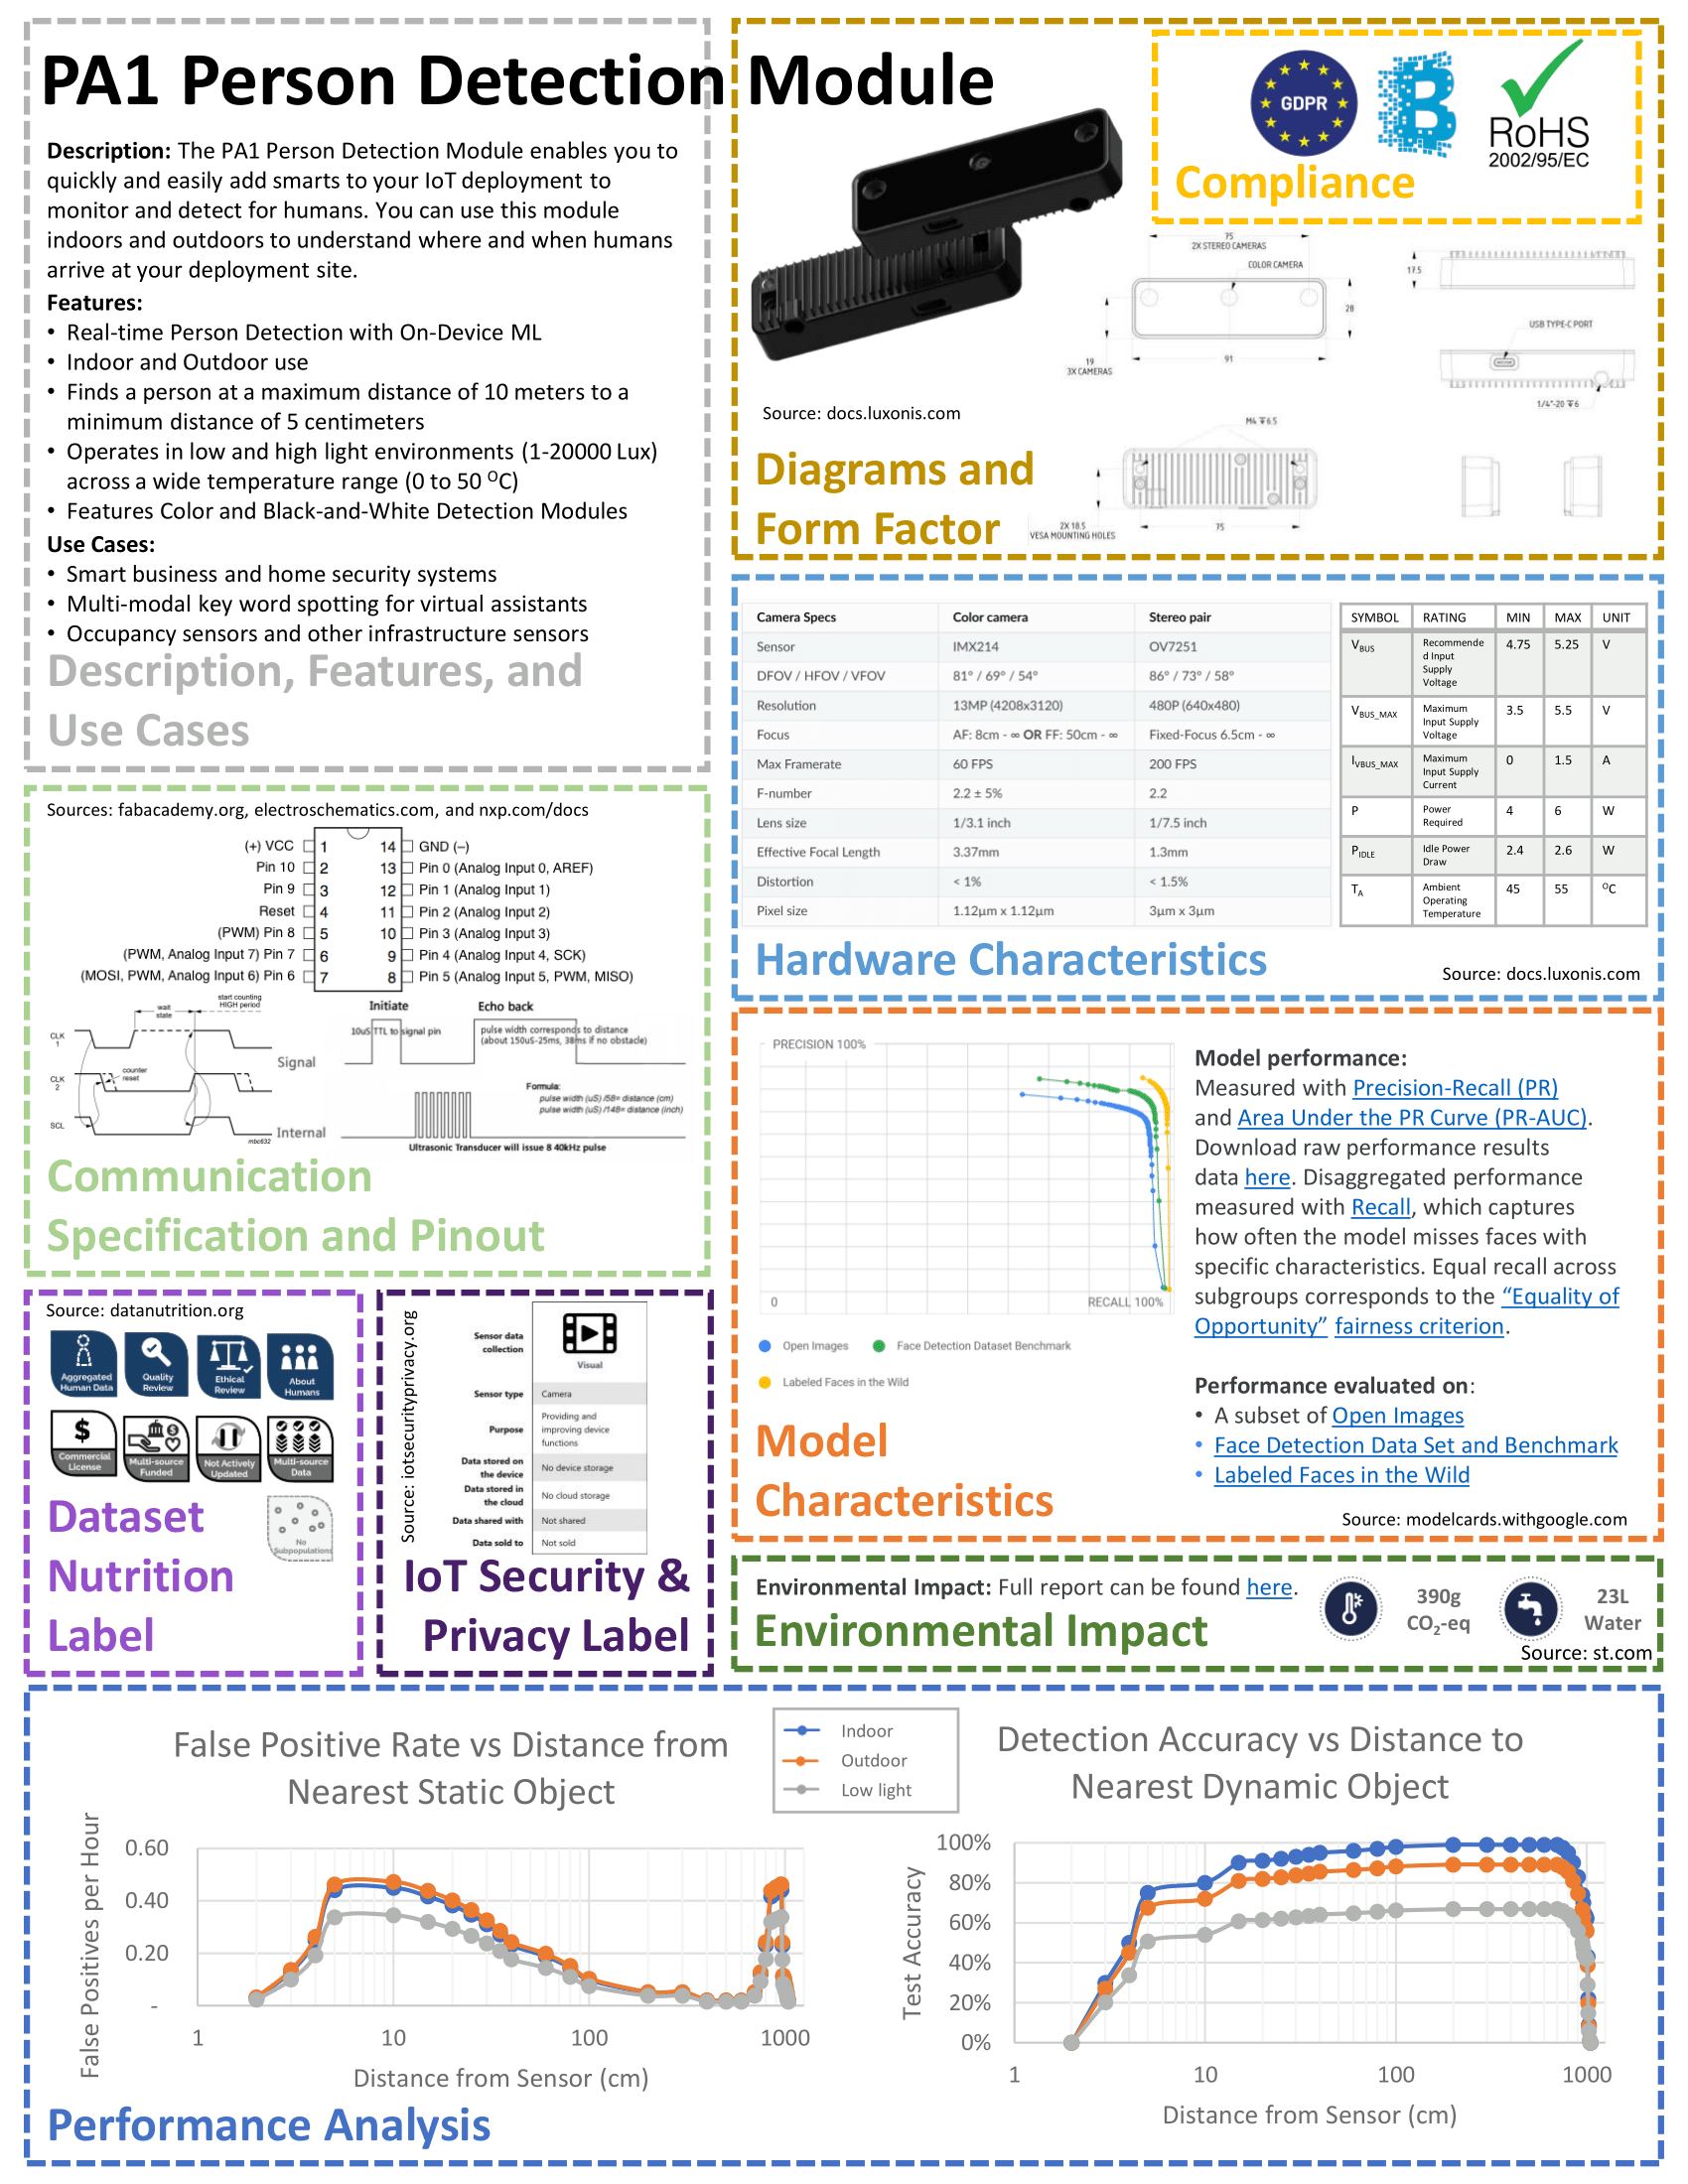 PA1 Person Detection Module
Description: The PA1 Person Detection Module enables you to
quickly and easily add smarts to your IoT deployment to
monitor and detect for humans. You can use this module
indoors and outdoors to understand where and when humans
arrive at your deployment site.
Features:
• Real-time Person Detection with On-Device ML
• Indoor and Outdoor use
• Finds a person at a maximum distance of 10 meters to a
minimum distance of 5 centimeters
• Operates in low and high light environments (1-20000 Lux)
across a wide temperature range (0 to 50 ᴼC)
• Features Color and Black-and-White Detection Modules
Use Cases:
• Smart business and home security systems
• Multi-modal key word spotting for virtual assistants
• Occupancy sensors and other infrastructure sensors
Description, Features, and
Use Cases
GDPR
RoHS
2002/95/EC
Compliance
75
2X STEREO CAMERAS
COLOR CAMERA
28
91
19
3X CAMERAS
17.5
USB TYPE-C PORT
1/4"-20 ↧6
M4 ↧6.5
2X 18.5
VESA MOUNTING HOLES
75
Source: docs.luxonis.com
Diagrams and
Form Factor
Camera Specs Color camera Stereo pair
Sensor IMX214 OV7251
DFOV / HFOV / VFOV 81° / 69° / 54° 86° / 73° / 58°
Resolution 13MP (4208x3120) 480P (640x480)
Focus AF: 8cm - ∞ OR FF: 50cm - ∞ Fixed-Focus 6.5cm - ∞
Max Framerate 60 FPS 200 FPS
F-number 2.2 ± 5% 2.2
Lens size 1/3.1 inch 1/7.5 inch
Effective Focal Length 3.37mm 1.3mm
Distortion < 1% < 1.5%
Pixel size 1.12µm x 1.12µm 3µm x 3µm
SYMBOL RATING MIN MAX UNIT
VBUS Recommende 4.75 5.25 V
d Input
Supply
Voltage
VBUS_MAX Maximum 3.5 5.5 V
Input Supply
Voltage
IVBUS_MAX Maximum 0 1.5 A
Input Supply
Current
P Power 4 6 W
Required
PIDLE Idle Power 2.4 2.6 W
Draw
TA Ambient 45 55 ᴼC
Operating
Temperature
Hardware Characteristics
Source: docs.luxonis.com
Sources: fabacademy.org, electroschematics.com, and nxp.com/docs
(+) VCC 1 14 GND (–)
Pin 10 2 13 Pin 0 (Analog Input 0, AREF)
Pin 9 3 12 Pin 1 (Analog Input 1)
Reset 4 11 Pin 2 (Analog Input 2)
(PWM) Pin 8 5 10 Pin 3 (Analog Input 3)
(PWM, Analog Input 7) Pin 7 6 9 Pin 4 (Analog Input 4, SCK)
(MOSI, PWM, Analog Input 6) Pin 6 7 8 Pin 5 (Analog Input 5, PWM, MISO)
wait
state
start counting
HIGH period
CLK
1
CLK
2
counter
reset
SCL
mbc632
Initiate Echo back
10uS TTL to signal pin
pulse width corresponds to distance
(about 150uS-25ms, 38ms if no obstacle)
Signal
Formula:
pulse width (uS) /58= distance (cm)
pulse width (uS) /148= distance (inch)
Internal
Ultrasonic Transducer will issue 8 40kHz pulse
Communication
Specification and Pinout
PRECISION 100%
0
RECALL 100%
Open Images
Face Detection Dataset Benchmark
Labeled Faces in the Wild
Model performance:
Measured with Precision-Recall (PR)
and Area Under the PR Curve (PR-AUC).
Download raw performance results
data here. Disaggregated performance
measured with Recall, which captures
how often the model misses faces with
specific characteristics. Equal recall across
subgroups corresponds to the “Equality of
Opportunity” fairness criterion.
Performance evaluated on:
• A subset of Open Images
• Face Detection Data Set and Benchmark
• Labeled Faces in the Wild
Source: modelcards.withgoogle.com
Model
Characteristics
Source: datanutrition.org
Aggregated
Human Data
Quality
Review
Ethical
Review
About
Humans
Commercial
License
Multi-source
Funded
Not Actively
Updated
Multi-source
Data
No
Subpopulations
Dataset
Nutrition
Label
Source: iotsecurityprivacy.org
Sensor data
collection
Visual
Sensor type Camera
Purpose Providing and
improving device
functions
Data stored on
the device
No device storage
Data stored in
the cloud
No cloud storage
Data shared with Not shared
Data sold to Not sold
IoT Security &
Privacy Label
Environmental Impact: Full report can be found here.
390g
CO2-eq
23L
Water
Environmental Impact
Source: st.com
False Positive Rate vs Distance from
Nearest Static Object
Indoor
Outdoor
Low light
Detection Accuracy vs Distance to
Nearest Dynamic Object
False Positives per Hour
0.60
0.40
0.20
-
1 10 100 1000
Distance from Sensor (cm)
Test Accuracy
100%
80%
60%
40%
20%
0%
1 10 100 1000
Distance from Sensor (cm)
Performance Analysis